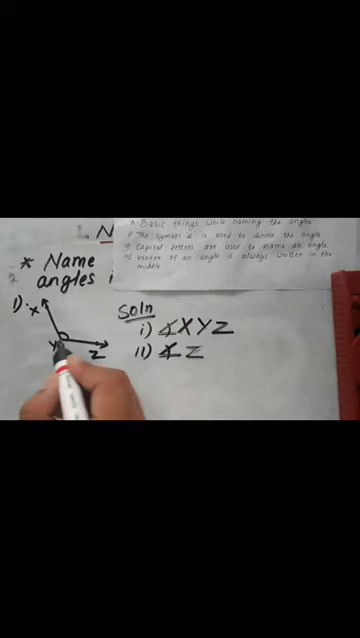 1. N
* Basic things while naming the angles:
i) The symbol ∡ is used to denote the angle
ii) Capital letters are used to name an angle
iii) Vertex of an angle is always written in the
middle
* Name
angles i
1).
X
Y
Z
Soln
i) ∡ X Y Z
ii) ∡ Z